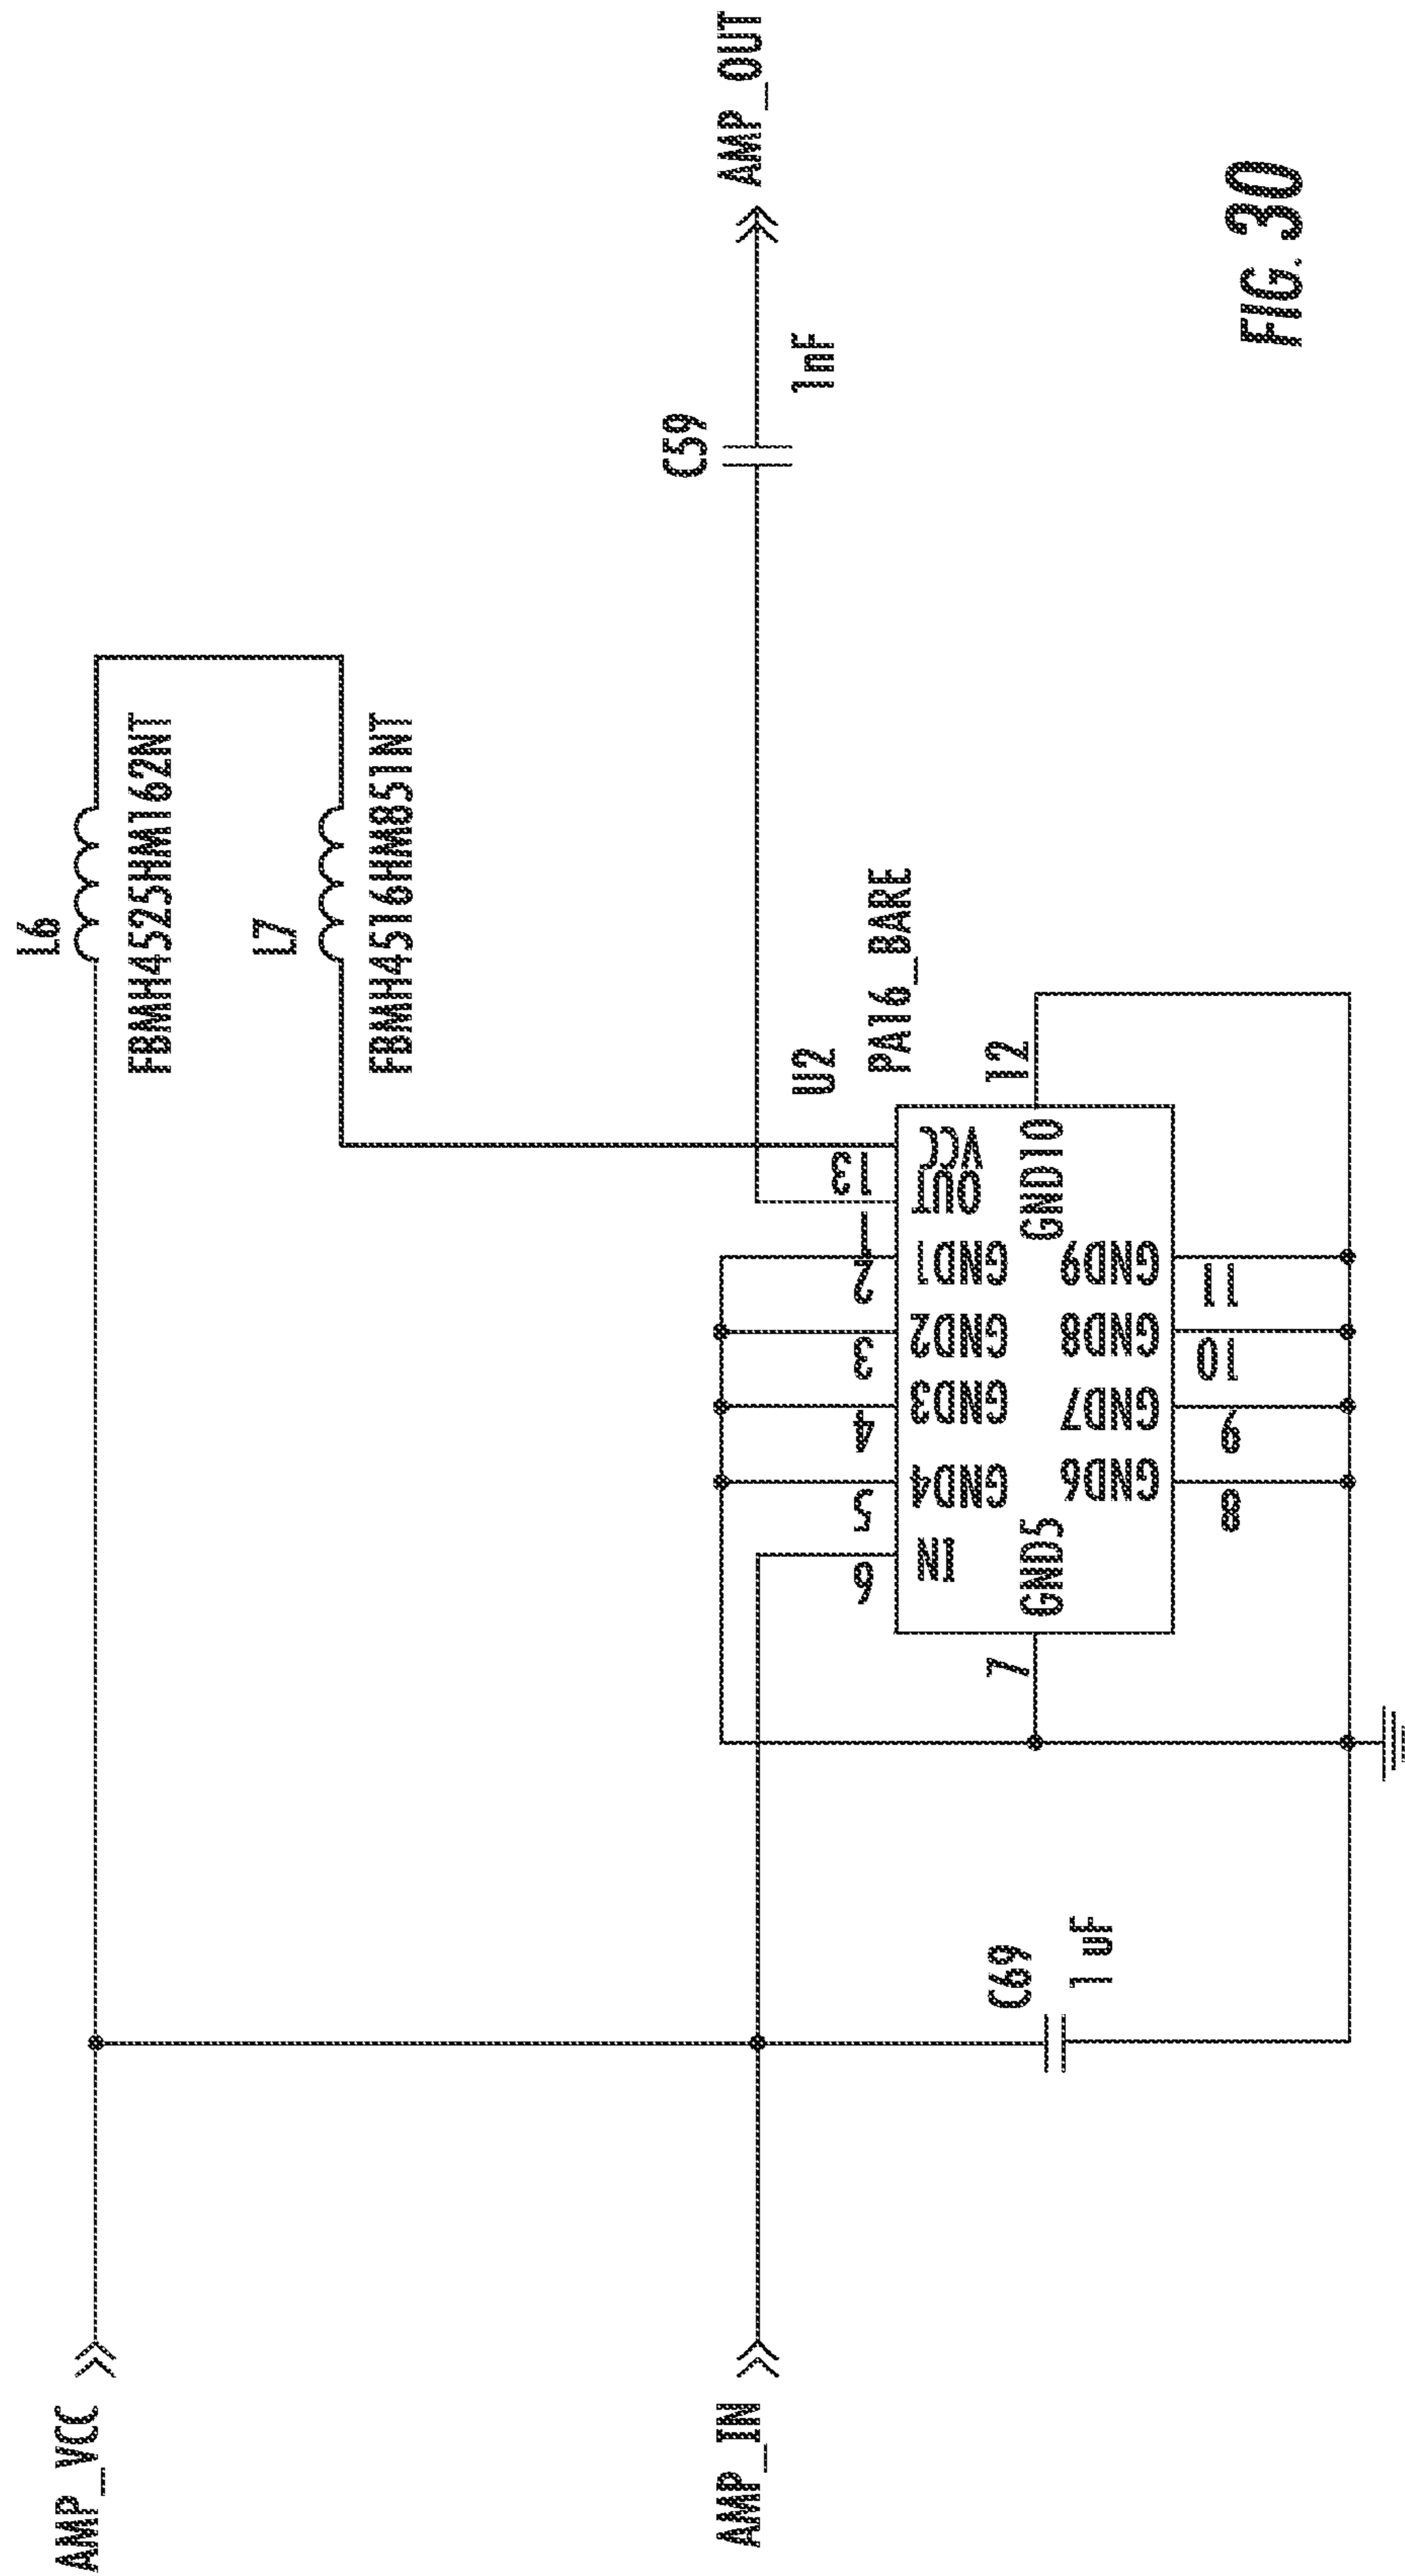 AMP_VCC
L6
FBMH4525HM162NT
L7
FBMH4516HM851NT
AMP_IN
AMP_OUT
C59
1nF
U2
PA16_BARE
6
5
4
3
2
1
13
IN
GND4
GND3
GND2
GND1
OUT
VCC
7
GND5
GND10
12
GND6
GND7
GND8
GND9
8
9
10
11
C69
1 uF
FIG. 30